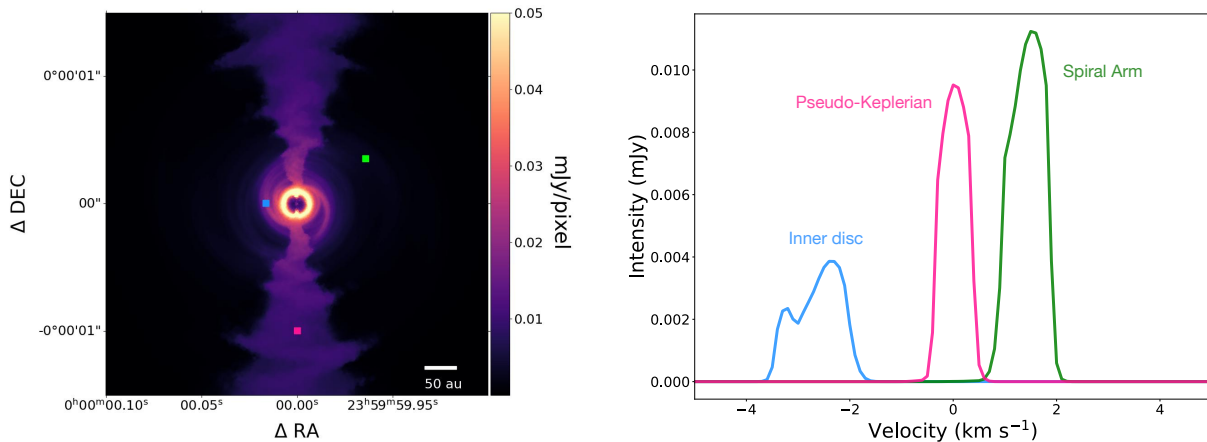 0°00'01"
00"
-0°00'01"
Δ DEC
50 au
0ʰ00ᵐ00.10ˢ 00.05ˢ 00.00ˢ 23ʰ59ᵐ59.95ˢ
Δ RA
0.05
0.04
0.03
0.02
0.01
mJy/pixel
Intensity (mJy)
0.010
0.008
0.006
0.004
0.002
0.000
Spiral Arm
Pseudo-Keplerian
Inner disc
−4 −2 0 2 4
Velocity (km s⁻¹)